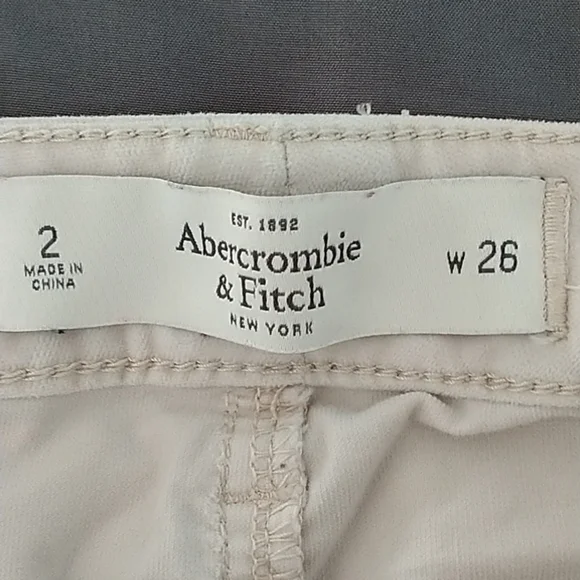 2
MADE IN
CHINA
EST. 1892
Abercrombie
& Fitch
NEW YORK
W 26